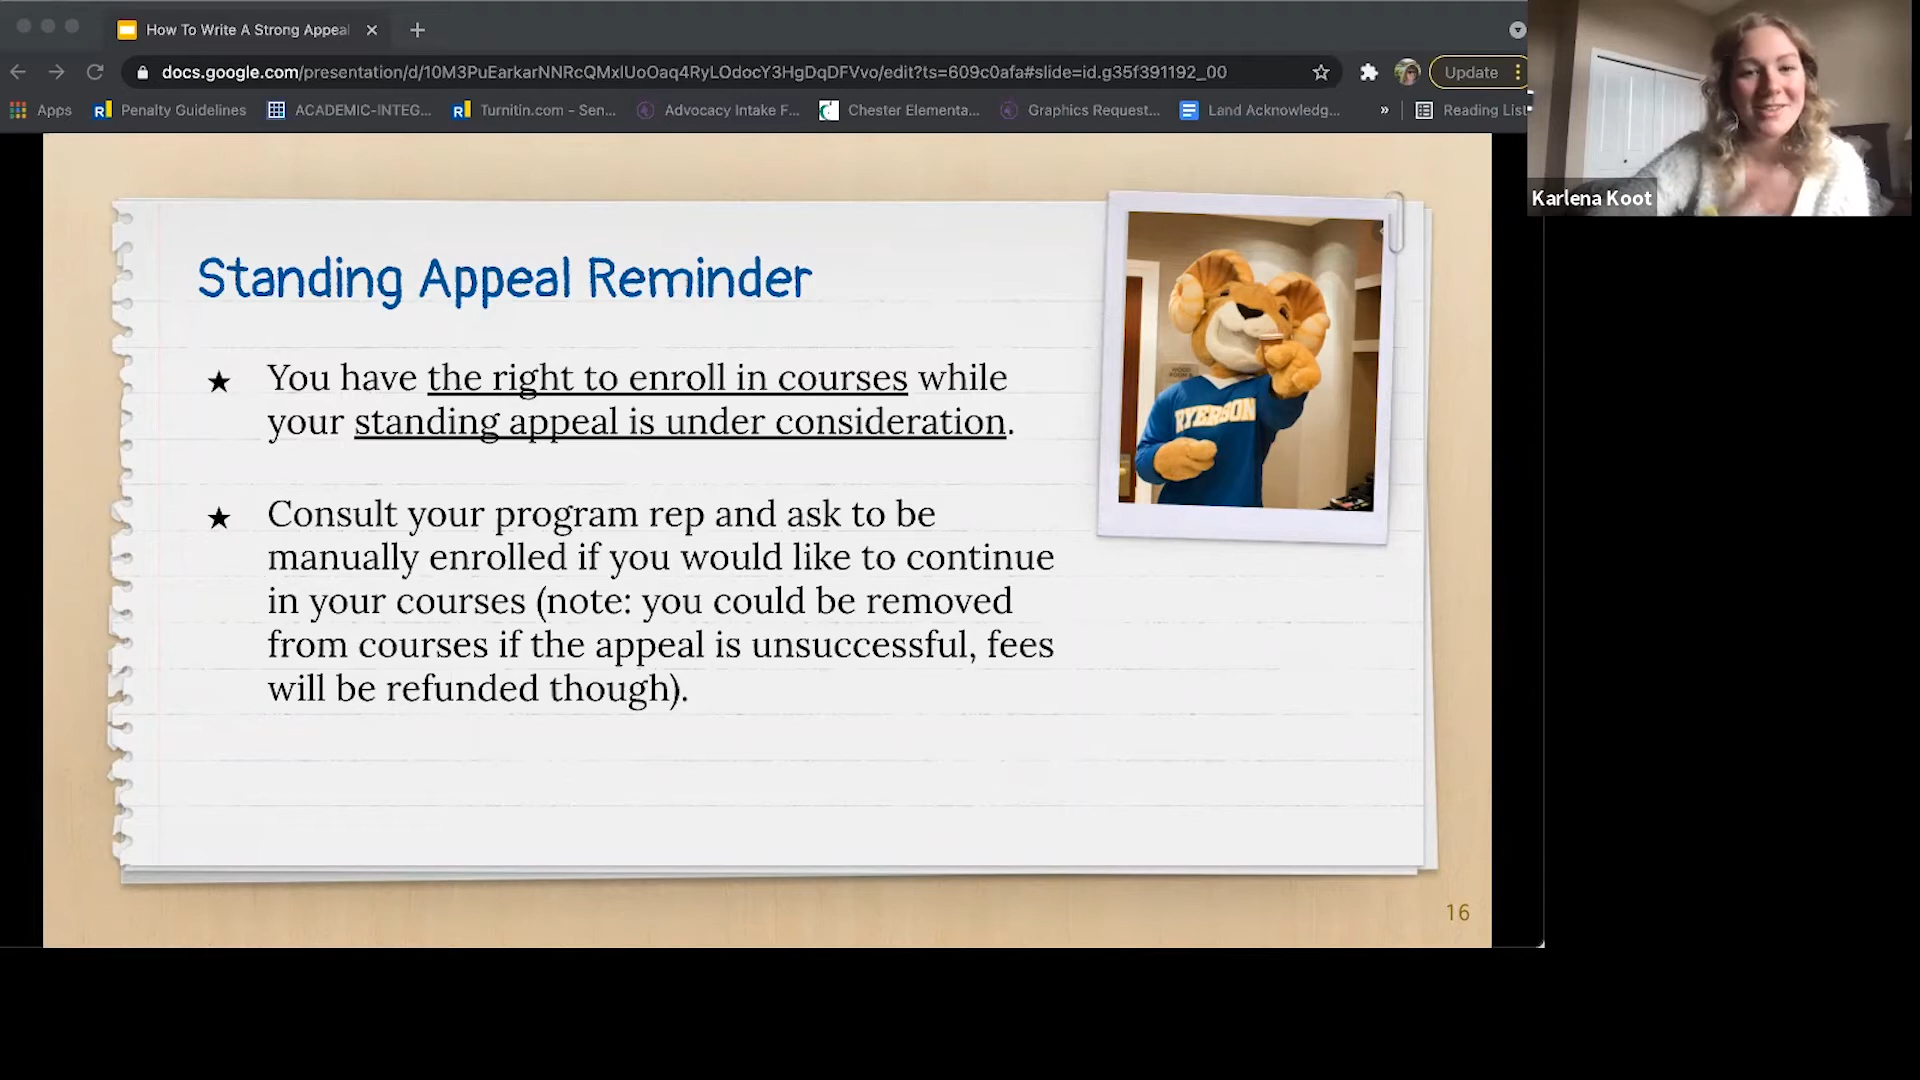 How To Write A Strong Appeal
docs.google.com/presentation/d/10M3PuEarkarNNRcQMxlUoOaq4RyLOdocY3HgDqDFVvo/edit?ts=609c0afa#slide=id.g35f391192_00
Update
Apps
Penalty Guidelines
ACADEMIC-INTEG...
Turnitin.com – Sen...
Advocacy Intake F...
Chester Elementa...
Graphics Request...
Land Acknowledg...
»
Reading List
Karlena Koot
Standing Appeal Reminder
★ You have the right to enroll in courses while
your standing appeal is under consideration.
★ Consult your program rep and ask to be
manually enrolled if you would like to continue
in your courses (note: you could be removed
from courses if the appeal is unsuccessful, fees
will be refunded though).
RYERSON
16